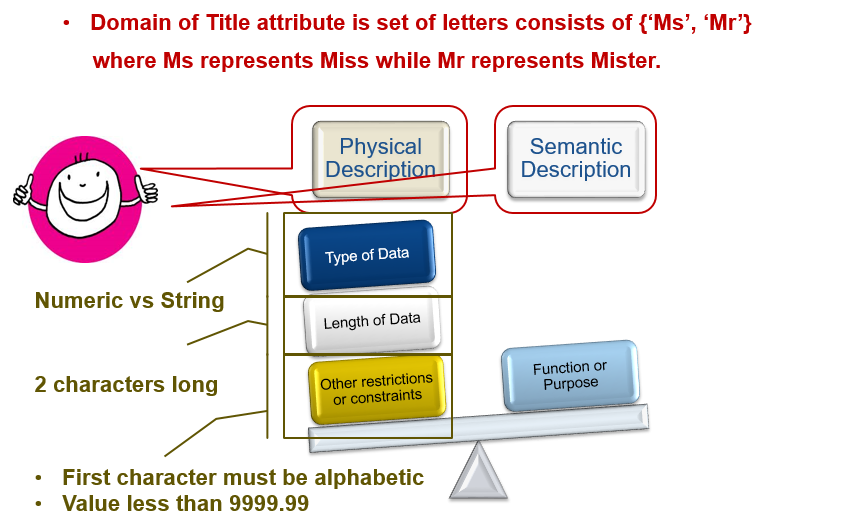 • Domain of Title attribute is set of letters consists of {‘Ms’, ‘Mr’}
where Ms represents Miss while Mr represents Mister.
Physical
Description
Semantic
Description
Type of Data
Numeric vs String
Length of Data
2 characters long
Other restrictions
or constraints
Function or
Purpose
• First character must be alphabetic
• Value less than 9999.99